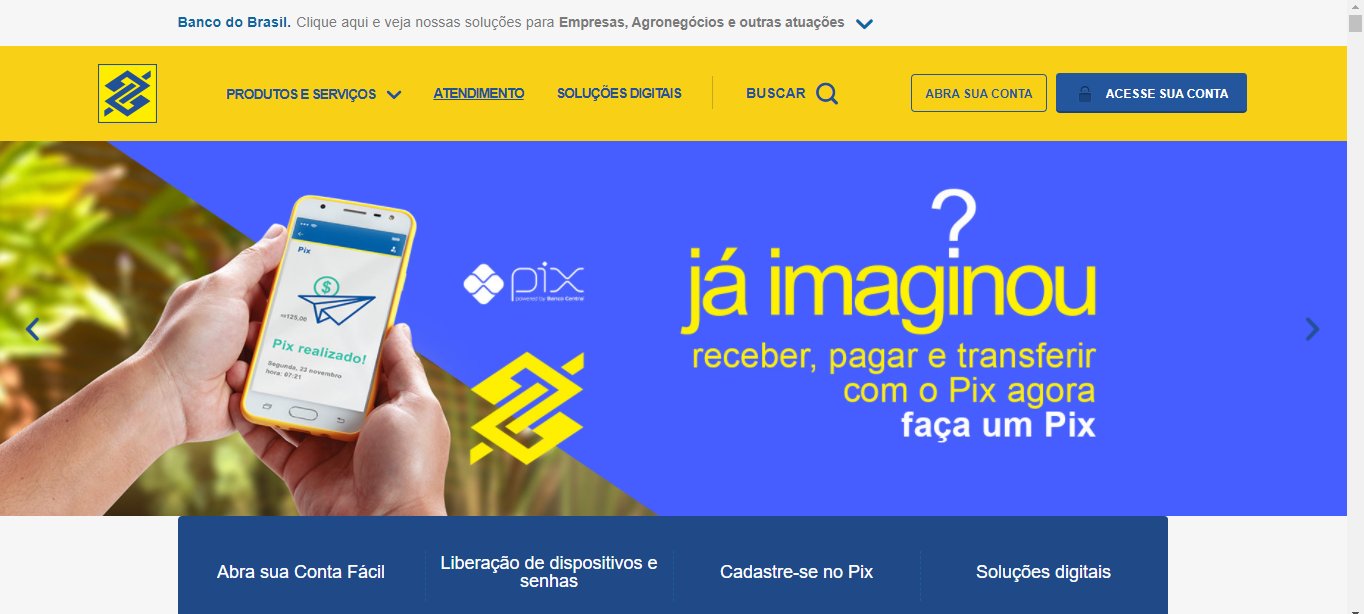 Banco do Brasil. Clique aqui e veja nossas soluções para Empresas, Agronegócios e outras atuações
PRODUTOS E SERVIÇOS
ATENDIMENTO
SOLUÇÕES DIGITAIS
BUSCAR
ABRA SUA CONTA
ACESSE SUA CONTA
Pix
$
R$125,06
Pix realizado!
Segunda, 23 novembro
hora: 07:21
pix
powered by Banco Central
?
já imaginou
receber, pagar e transferir
com o Pix agora
faça um Pix
Abra sua Conta Fácil
Liberação de dispositivos e
senhas
Cadastre-se no Pix
Soluções digitais